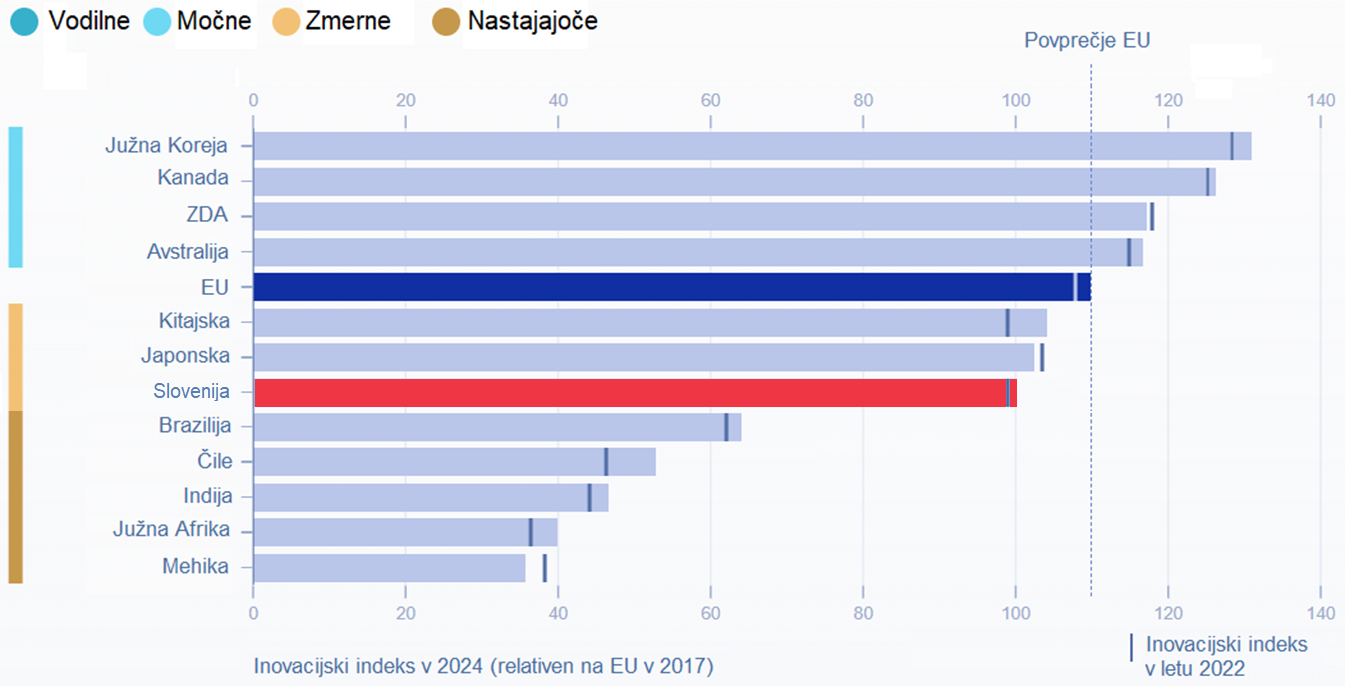 Vodilne Močne Zmerne Nastajajoče
Povprečje EU
0 20 40 60 80 100 120 140
Južna Koreja
Kanada
ZDA
Avstralija
EU
Kitajska
Japonska
Slovenija
Brazilija
Čile
Indija
Južna Afrika
Mehika
0 20 40 60 80 100 120 140
Inovacijski indeks v 2024 (relativen na EU v 2017)
Inovacijski indeks
v letu 2022